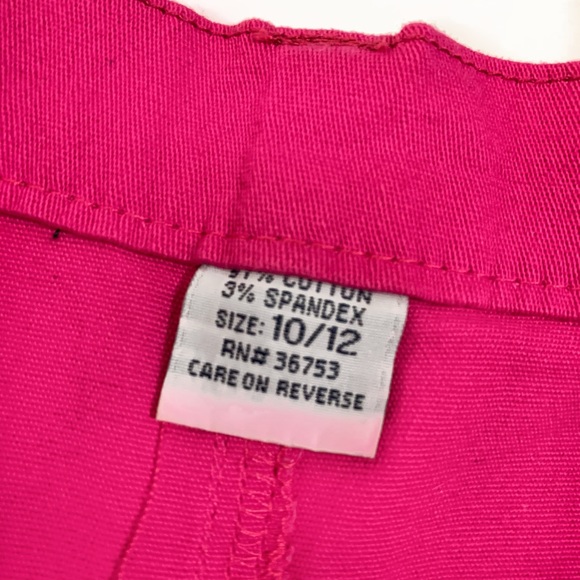 COTTON
3% SPANDEX
SIZE: 10/12
RN# 36753
CARE ON REVERSE